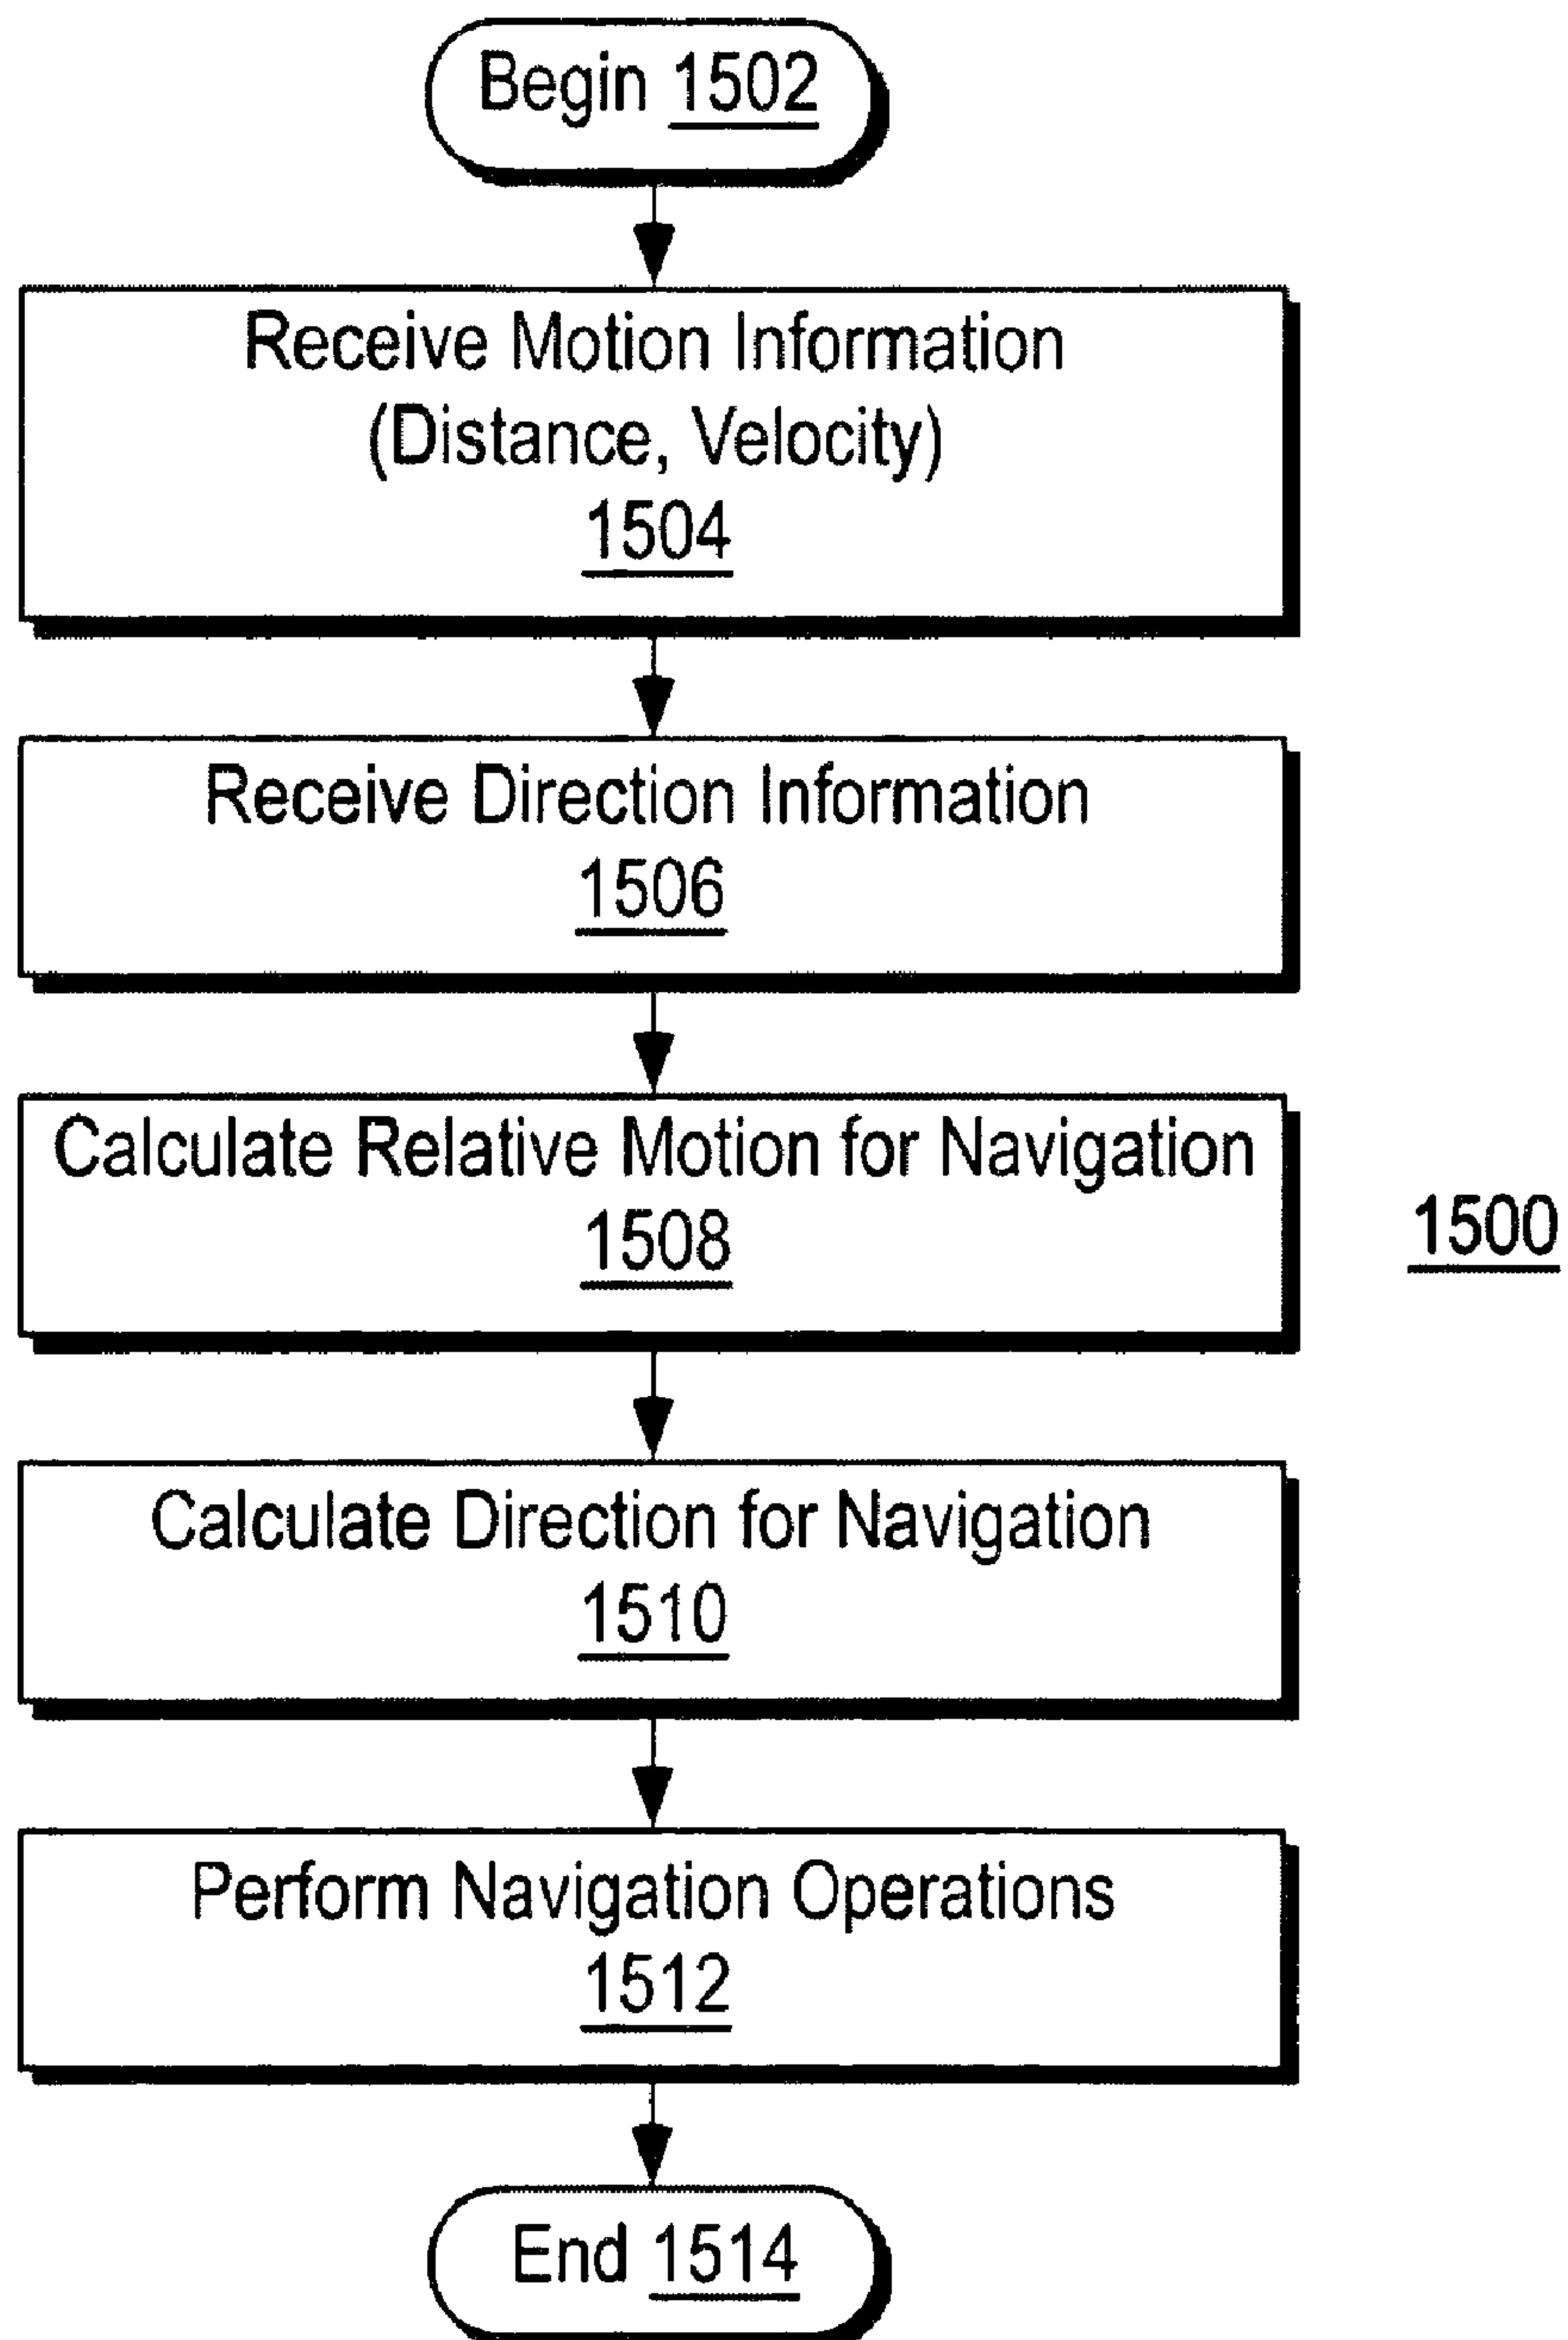 Begin 1502
Receive Motion Information
(Distance, Velocity)
1504
Receive Direction Information
1506
Calculate Relative Motion for Navigation
1508
1500
Calculate Direction for Navigation
1510
Perform Navigation Operations
1512
End 1514